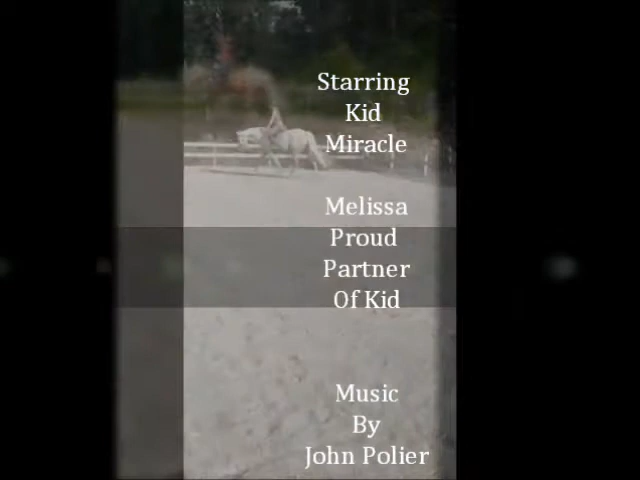 Starring
Kid
Miracle
Melissa
Proud
Partner
Of Kid
Music
By
John Polier